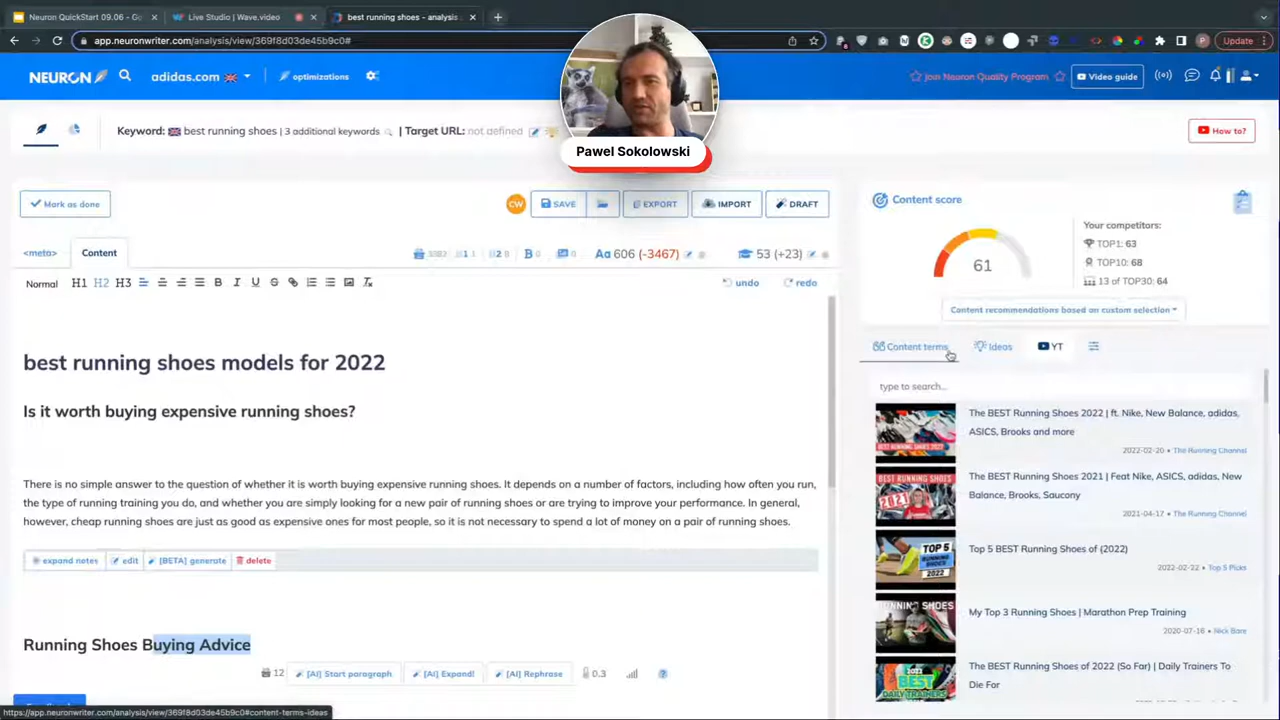 Neuron QuickStart 09.06 - Go
Live Studio | Wave.video
best running shoes - analysis
app.neuronwriter.com/analysis/view/369f8d03de45b9c0#
Update
NEURON
adidas.com
optimizations
Join Neuron Quality Program
Video guide
Keyword: best running shoes | 3 additional keywords | Target URL: not defined
How to?
Pawel Sokolowski
Mark as done
CW
SAVE
EXPORT
IMPORT
DRAFT
Content score
61
Your competitors:
TOP1: 63
TOP10: 68
13 of TOP30: 64
Content recommendations based on custom selection
<meta>
Content
3382
Aa 606 (-3467)
53 (+23)
Normal
H1 H2 H3
B I U S
undo
redo
Content terms
Ideas
YT
type to search...
best running shoes models for 2022
Is it worth buying expensive running shoes?
There is no simple answer to the question of whether it is worth buying expensive running shoes. It depends on a number of factors, including how often you run,
the type of running training you do, and whether you are simply looking for a new pair of running shoes or are trying to improve your performance. In general,
however, cheap running shoes are just as good as expensive ones for most people, so it is not necessary to spend a lot of money on a pair of running shoes.
expand notes
edit
[BETA] generate
delete
Running Shoes Buying Advice
12
[AI] Start paragraph
[AI] Expand!
[AI] Rephrase
0.3
The BEST Running Shoes 2022 | ft. Nike, New Balance, adidas,
ASICS, Brooks and more
2022-02-20 • The Running Channel
The BEST Running Shoes 2021 | Feat Nike, ASICS, adidas, New
Balance, Brooks, Saucony
2021-04-17 • The Running Channel
TOP 5
RUNNING
SHOES
2022
Top 5 BEST Running Shoes of (2022)
2022-02-22 • Top 5 Picks
RUNNING SHOES
My Top 3 Running Shoes | Marathon Prep Training
2020-07-16 • Nick Bare
2022
BEST
DAILY TRAINERS
The BEST Running Shoes of 2022 (So Far) | Daily Trainers To
Die For
https://app.neuronwriter.com/analysis/view/369f8d03de45b9c0#content-terms-ideas